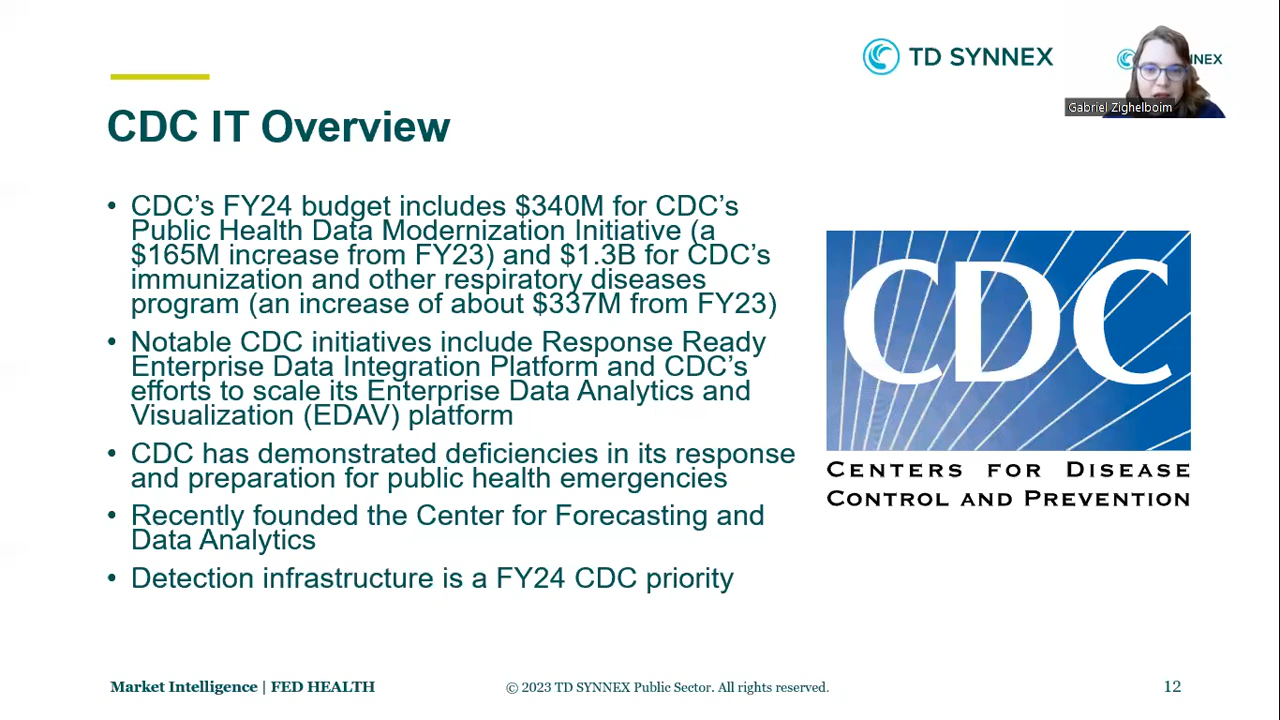 TD SYNNEX
NNEX
Gabriel Zighelboim
CDC IT Overview
• CDC’s FY24 budget includes $340M for CDC’s
Public Health Data Modernization Initiative (a
$165M increase from FY23) and $1.3B for CDC’s
immunization and other respiratory diseases
program (an increase of about $337M from FY23)
• Notable CDC initiatives include Response Ready
Enterprise Data Integration Platform and CDC’s
efforts to scale its Enterprise Data Analytics and
Visualization (EDAV) platform
• CDC has demonstrated deficiencies in its response
and preparation for public health emergencies
• Recently founded the Center for Forecasting and
Data Analytics
• Detection infrastructure is a FY24 CDC priority
CDC
CENTERS FOR DISEASE
CONTROL AND PREVENTION
Market Intelligence | FED HEALTH
© 2023 TD SYNNEX Public Sector. All rights reserved.
12